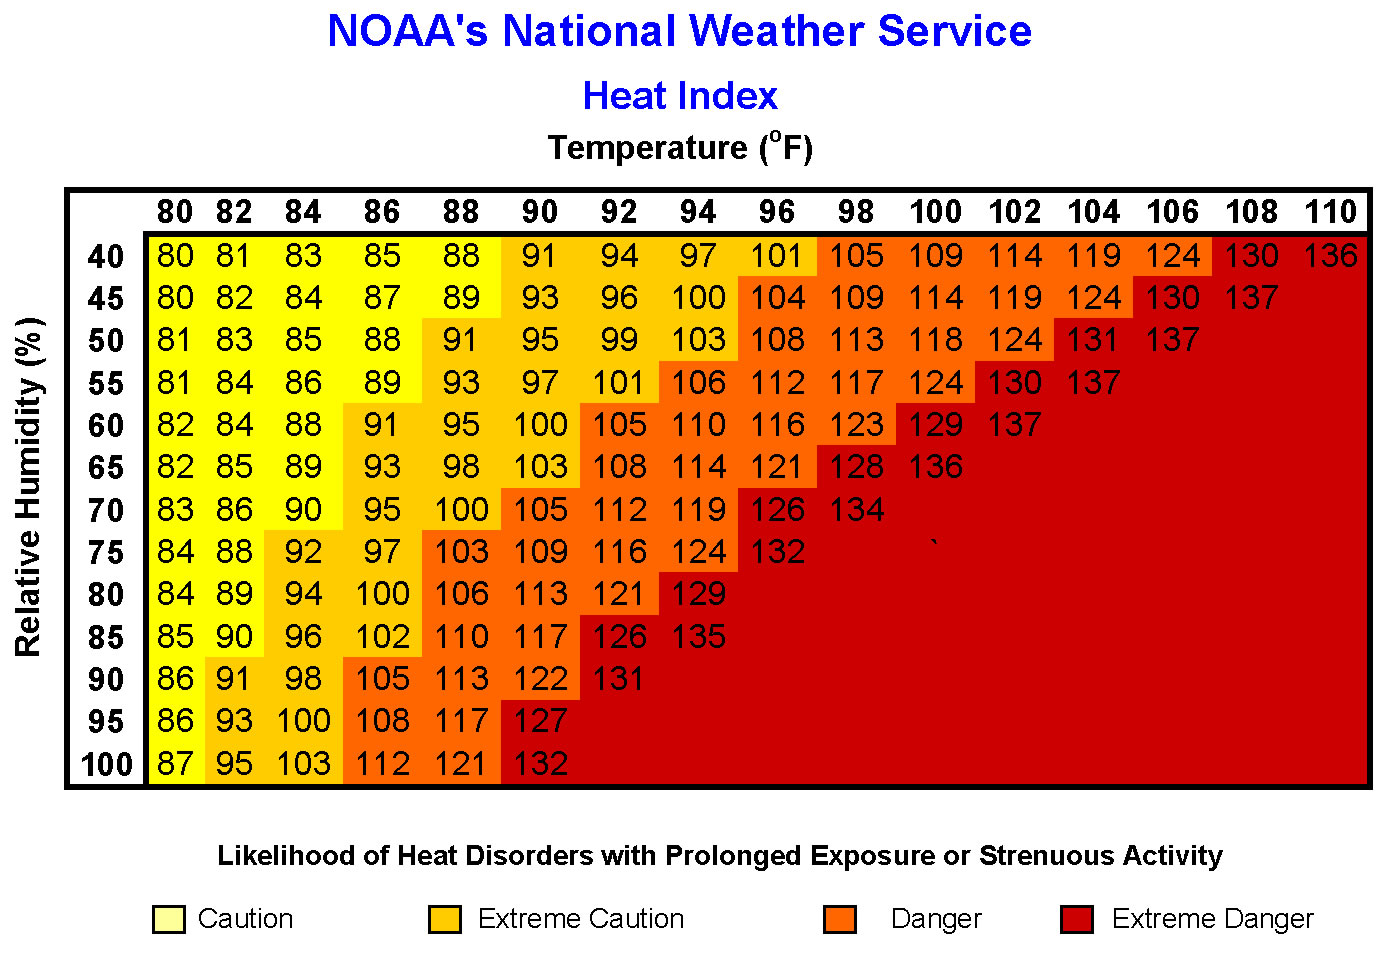 NOAA's National Weather Service
Heat Index
Temperature (°F)
Relative Humidity (%)
80 82 84 86 88 90 92 94 96 98 100 102 104 106 108 110
40 80 81 83 85 88 91 94 97 101 105 109 114 119 124 130 136
45 80 82 84 87 89 93 96 100 104 109 114 119 124 130 137
50 81 83 85 88 91 95 99 103 108 113 118 124 131 137
55 81 84 86 89 93 97 101 106 112 117 124 130 137
60 82 84 88 91 95 100 105 110 116 123 129 137
65 82 85 89 93 98 103 108 114 121 128 136
70 83 86 90 95 100 105 112 119 126 134
75 84 88 92 97 103 109 116 124 132 `
80 84 89 94 100 106 113 121 129
85 85 90 96 102 110 117 126 135
90 86 91 98 105 113 122 131
95 86 93 100 108 117 127
100 87 95 103 112 121 132
Likelihood of Heat Disorders with Prolonged Exposure or Strenuous Activity
Caution Extreme Caution Danger Extreme Danger